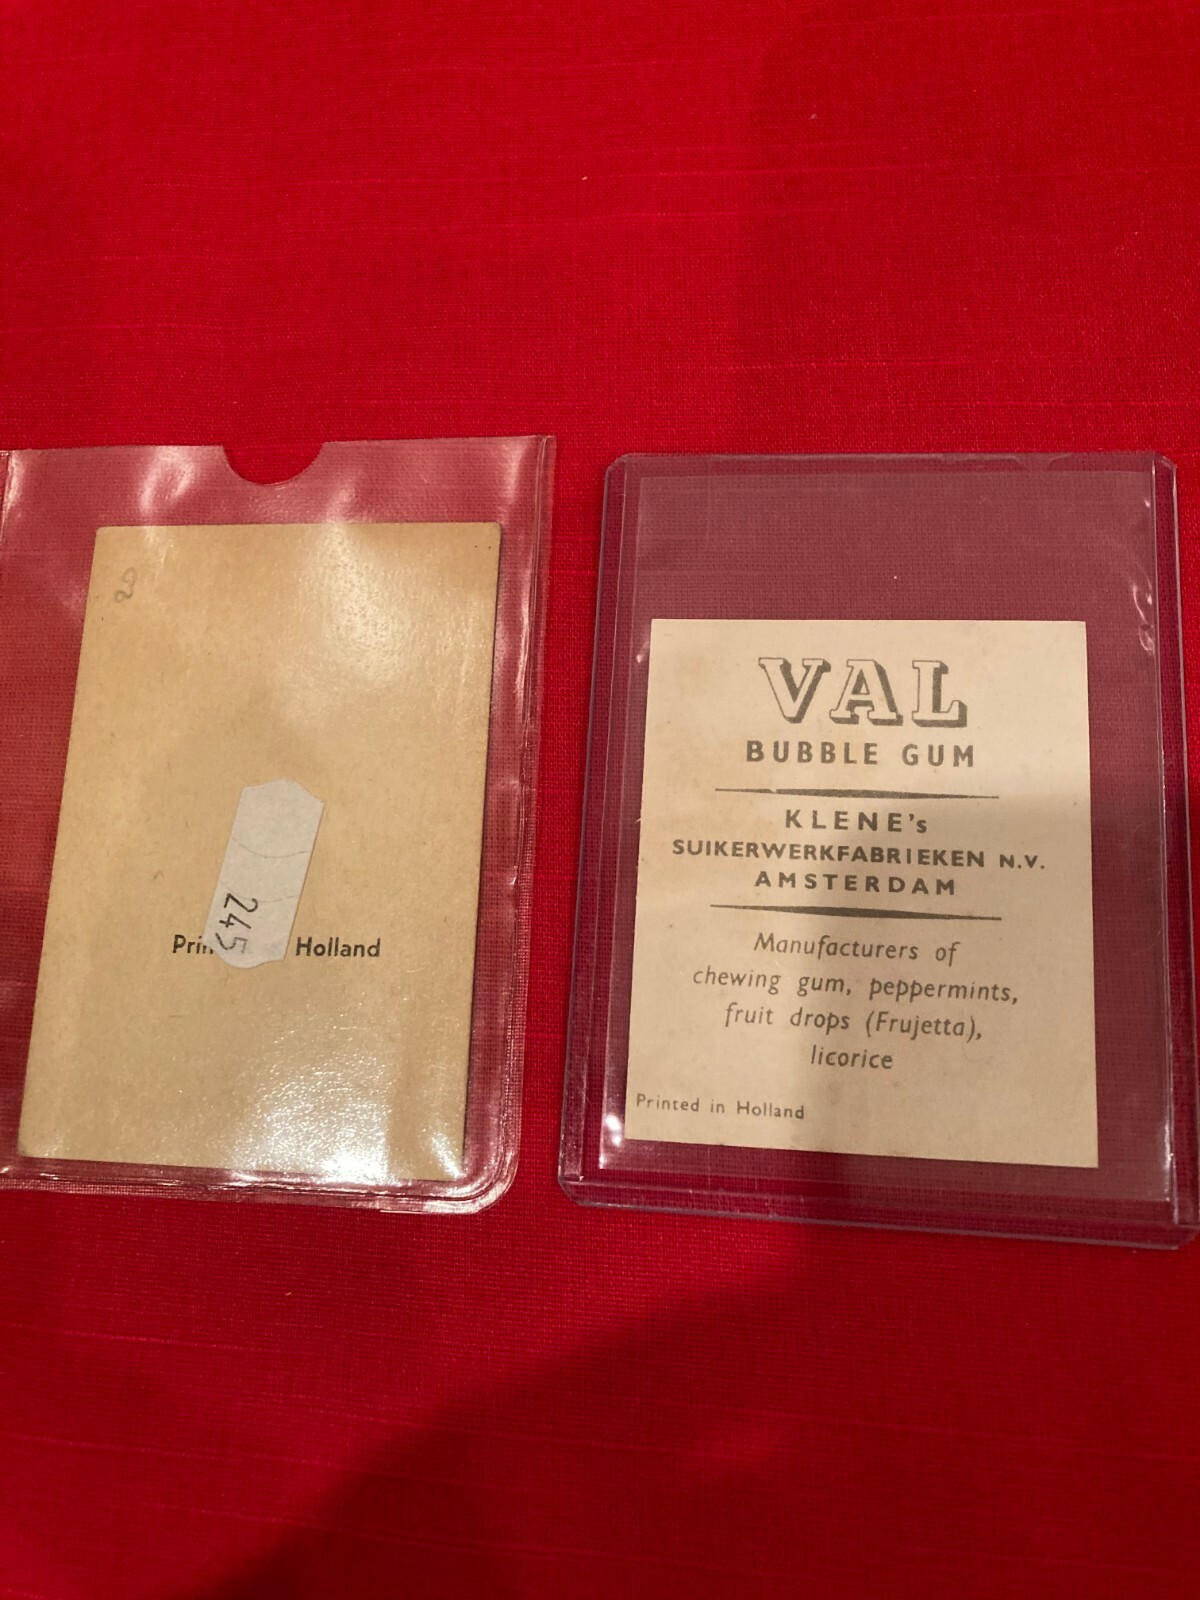 245
Prin Holland
VAL
BUBBLE GUM
KLENE's
SUIKERWERKFABRIEKEN N.V.
AMSTERDAM
Manufacturers of
chewing gum, peppermints,
fruit drops (Frujetta),
licorice
Printed in Holland